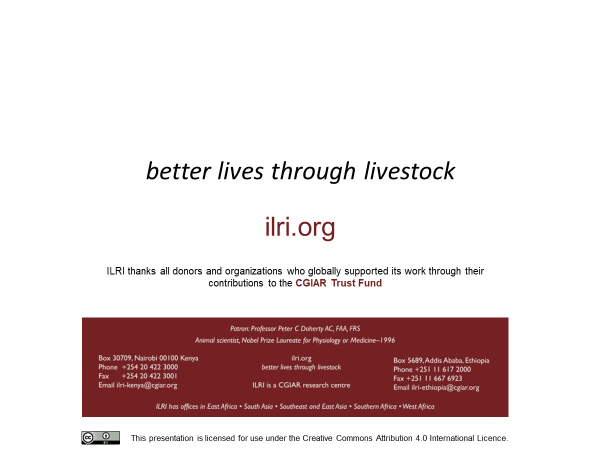 better lives through livestock
ilri.org
ILRI thanks all donors and organizations who globally supported its work through their
contributions to the CGIAR Trust Fund
Patron: Professor Peter C Doherty AC, FAA, FRS
Animal scientist, Nobel Prize Laureate for Physiology or Medicine–1996
Box 30709, Nairobi 00100 Kenya
Phone +254 20 422 3000
Fax +254 20 422 3001
Email ilri-kenya@cgiar.org
ilri.org
better lives through livestock
ILRI is a CGIAR research centre
Box 5689, Addis Ababa, Ethiopia
Phone +251 11 617 2000
Fax +251 11 667 6923
Email ilri-ethiopia@cgiar.org
ILRI has offices in East Africa • South Asia • Southeast and East Asia • Southern Africa • West Africa
cc
BY
This presentation is licensed for use under the Creative Commons Attribution 4.0 International Licence.